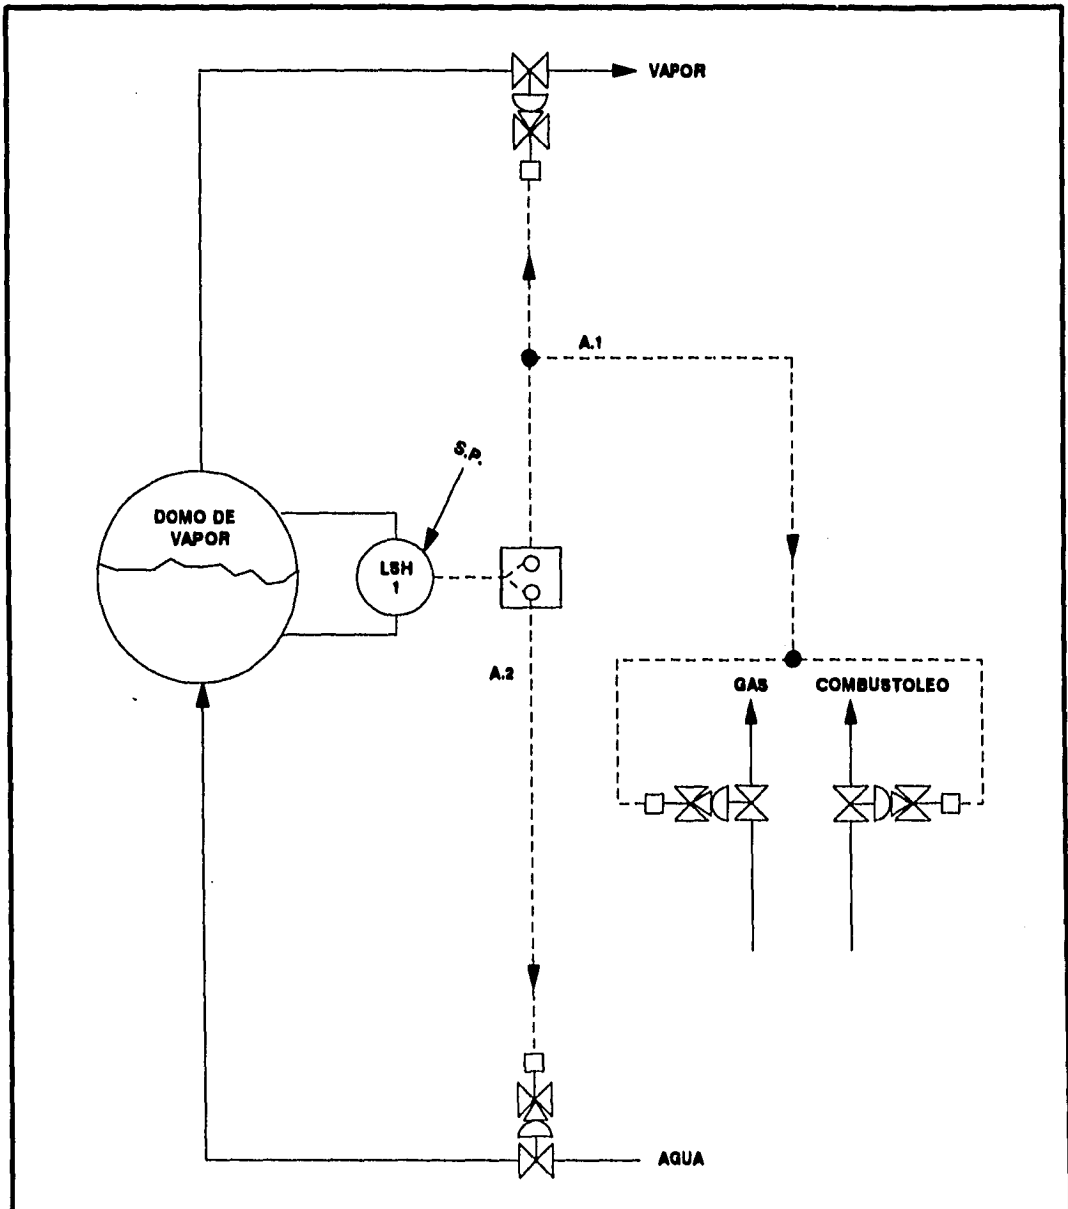 VAPOR
A.1
S.P.
DOMO DE
VAPOR
LSH
1
A.2
GAS
COMBUSTOLEO
AGUA